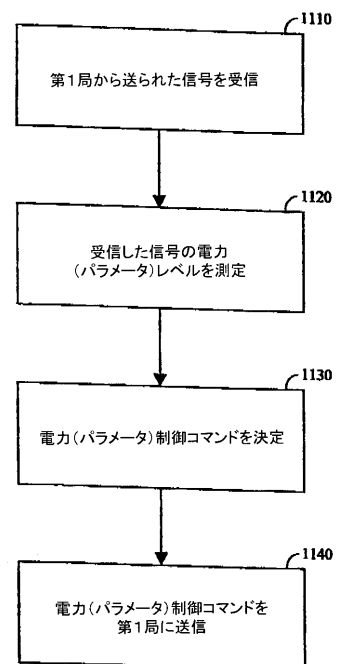 1110
第1局から送られた信号を受信
1120
受信した信号の電力
(パラメータ)レベルを測定
1130
電力(パラメータ)制御コマンドを決定
1140
電力(パラメータ)制御コマンドを
第1局に送信